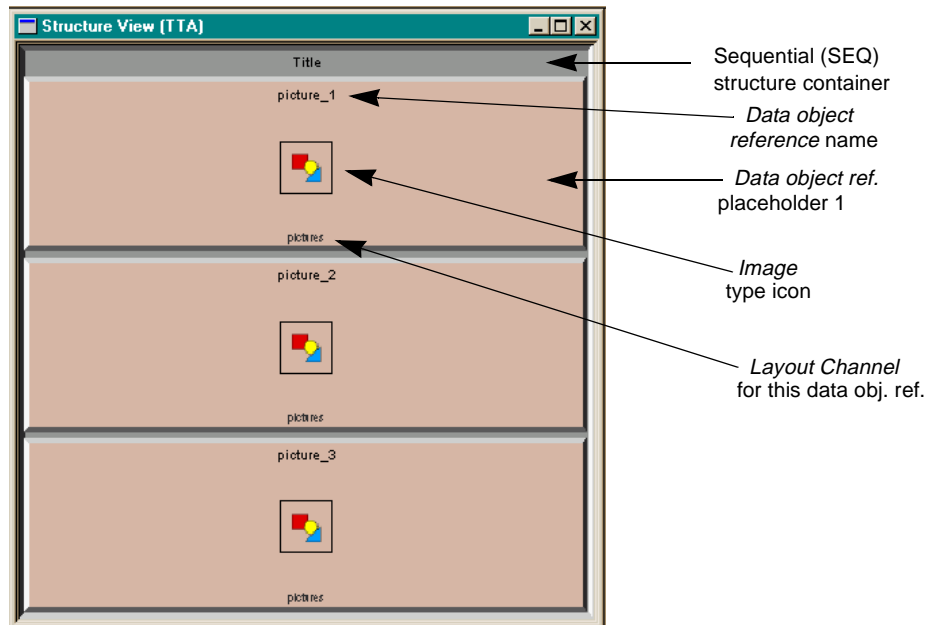 Structure View (TTA)
Title
picture_1
pictures
picture_2
pictures
picture_3
pictures
Sequential (SEQ)
structure container
Data object
reference name
Data object ref.
placeholder 1
Image
type icon
Layout Channel
for this data obj. ref.